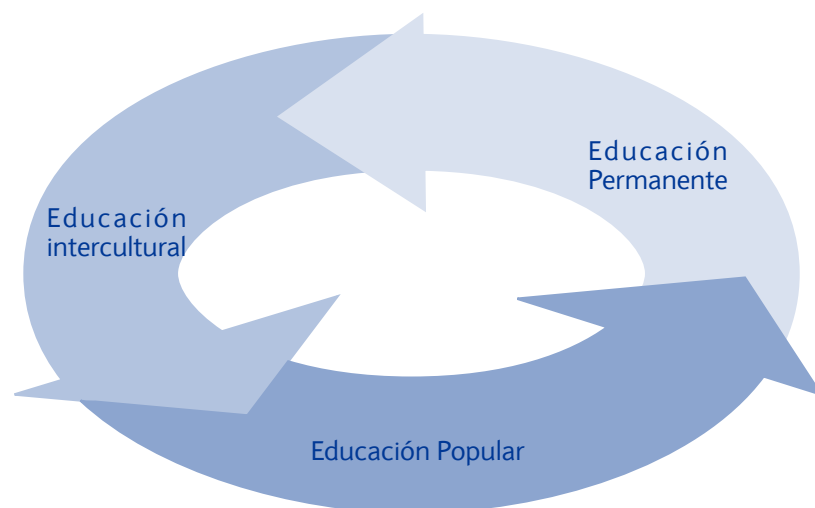 Educación
Permanente
Educación
intercultural
Educación Popular